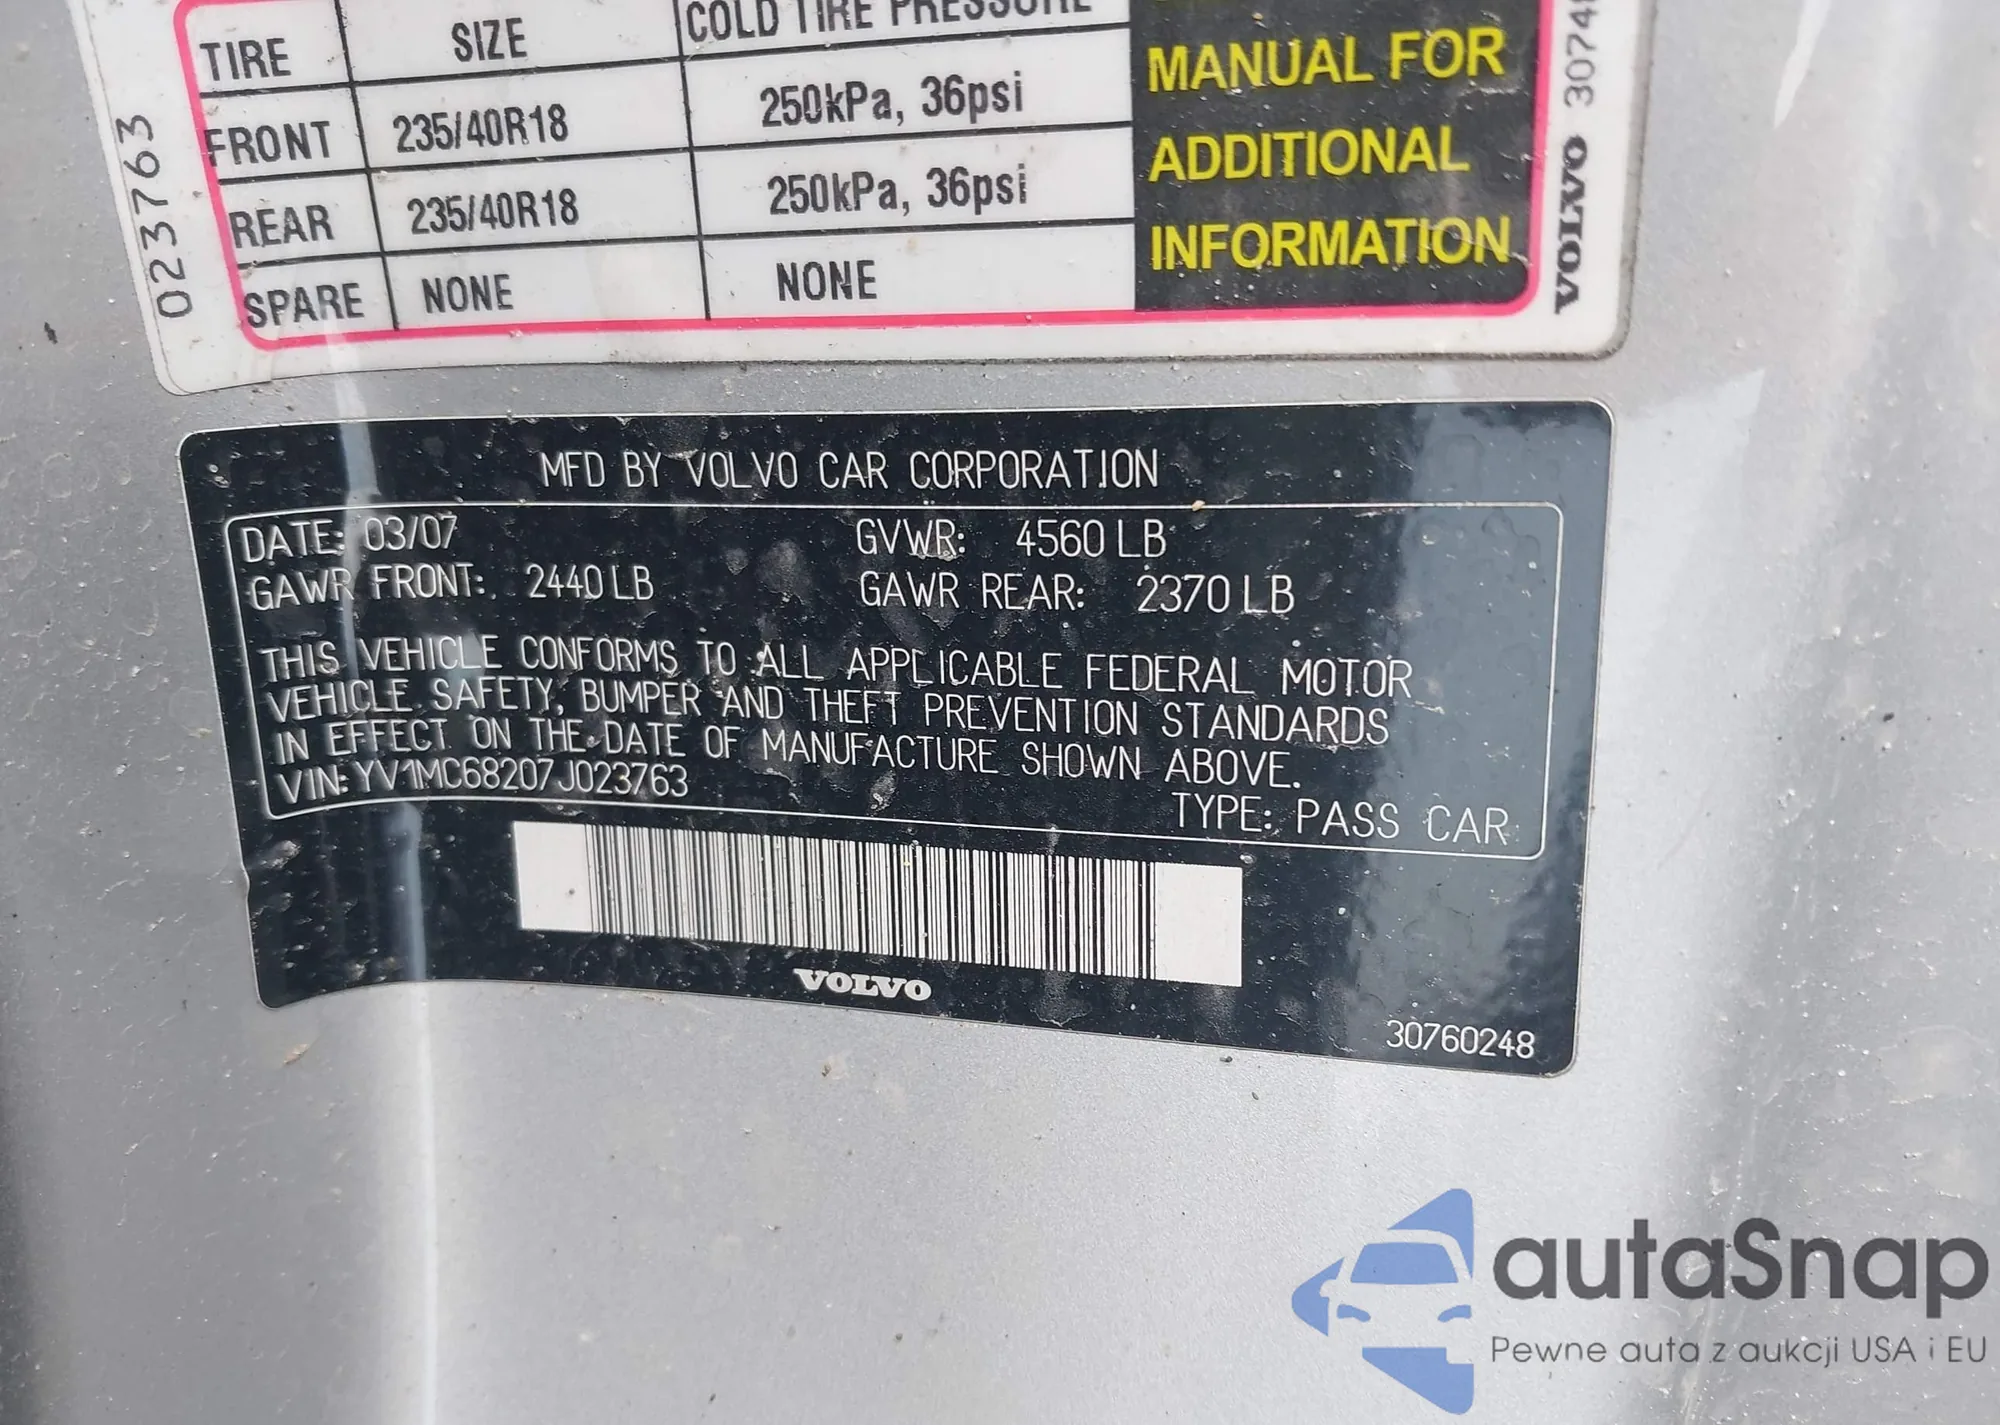 TIRE SIZE COLD TIRE PRESSURE
FRONT 235/40R18 250kPa, 36psi
REAR 235/40R18 250kPa, 36psi
SPARE NONE NONE
MANUAL FOR
ADDITIONAL
INFORMATION
023763
VOLVO 3074
MFD BY VOLVO CAR CORPORATION
DATE: 03/07 GVWR: 4560 LB
GAWR FRONT: 2440 LB GAWR REAR: 2370 LB
THIS VEHICLE CONFORMS TO ALL APPLICABLE FEDERAL MOTOR
VEHICLE SAFETY, BUMPER AND THEFT PREVENTION STANDARDS
IN EFFECT ON THE DATE OF MANUFACTURE SHOWN ABOVE.
VIN: YV1MC68207J023763
TYPE: PASS CAR
VOLVO
30760248
autaSnap
Pewne auta z aukcji USA i EU